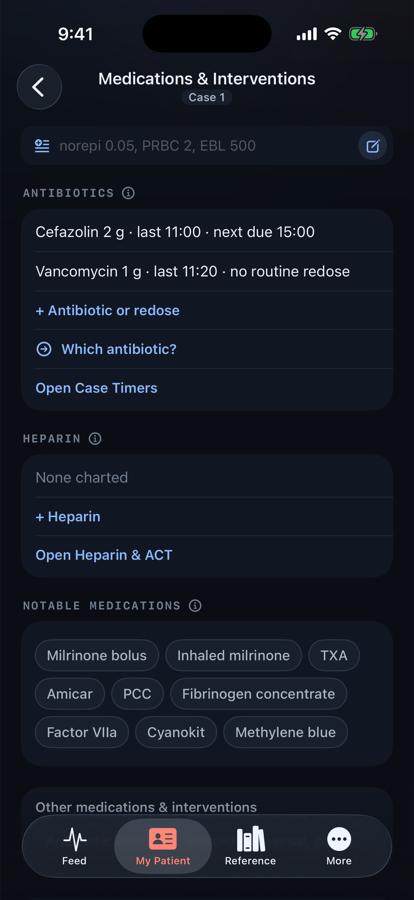 9:41
Medications & Interventions
Case 1
norepi 0.05, PRBC 2, EBL 500
ANTIBIOTICS
Cefazolin 2 g · last 11:00 · next due 15:00
Vancomycin 1 g · last 11:20 · no routine redose
+ Antibiotic or redose
Which antibiotic?
Open Case Timers
HEPARIN
None charted
+ Heparin
Open Heparin & ACT
NOTABLE MEDICATIONS
Milrinone bolus Inhaled milrinone TXA
Amicar PCC Fibrinogen concentrate
Factor VIIa Cyanokit Methylene blue
Other medications & interventions
Feed My Patient Reference More